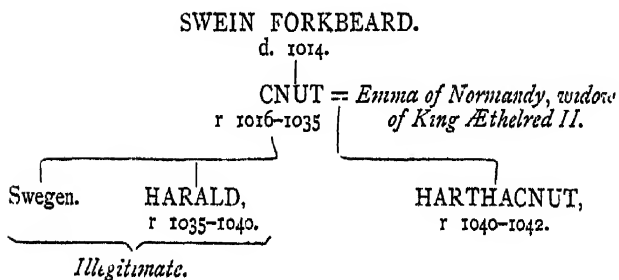 SWEIN FORKBEARD.
d. 1014.
CNUT = Emma of Normandy, widow
r 1016-1035 of King Æthelred II.
Swegen. HARALD, HARTHACNUT,
r 1035-1040. r 1040-1042.
Illegitimate.